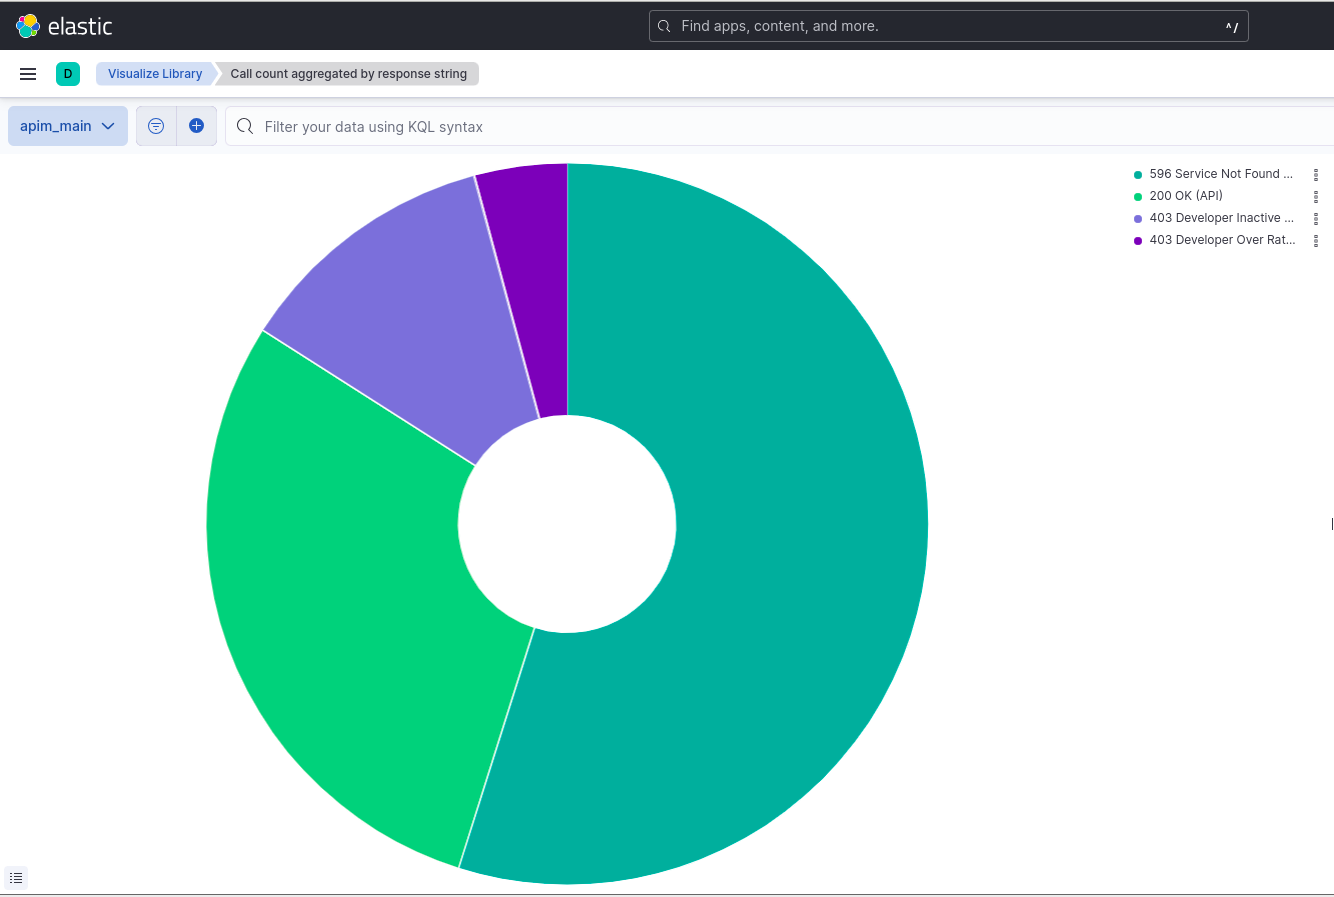 elastic
Find apps, content, and more.
^/
D
Visualize Library
Call count aggregated by response string
apim_main
Filter your data using KQL syntax
596 Service Not Found ...
200 OK (API)
403 Developer Inactive ...
403 Developer Over Rat...